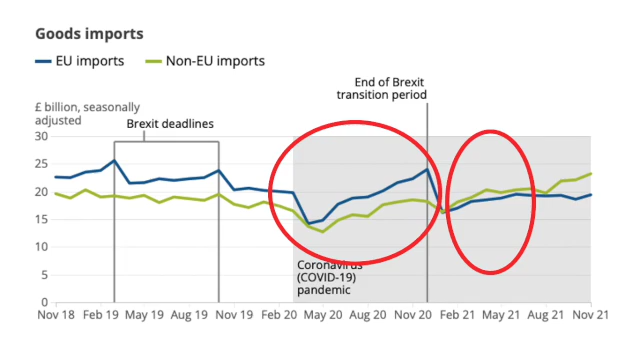 Goods imports
EU imports
Non-EU imports
End of Brexit
transition period
£ billion, seasonally
adjusted
Brexit deadlines
30
25
20
15
10
5
0
Coronavirus
(COVID-19)
pandemic
Nov 18
Feb 19
May 19
Aug 19
Nov 19
Feb 20
May 20
Aug 20
Nov 20
Feb 21
May 21
Aug 21
Nov 21